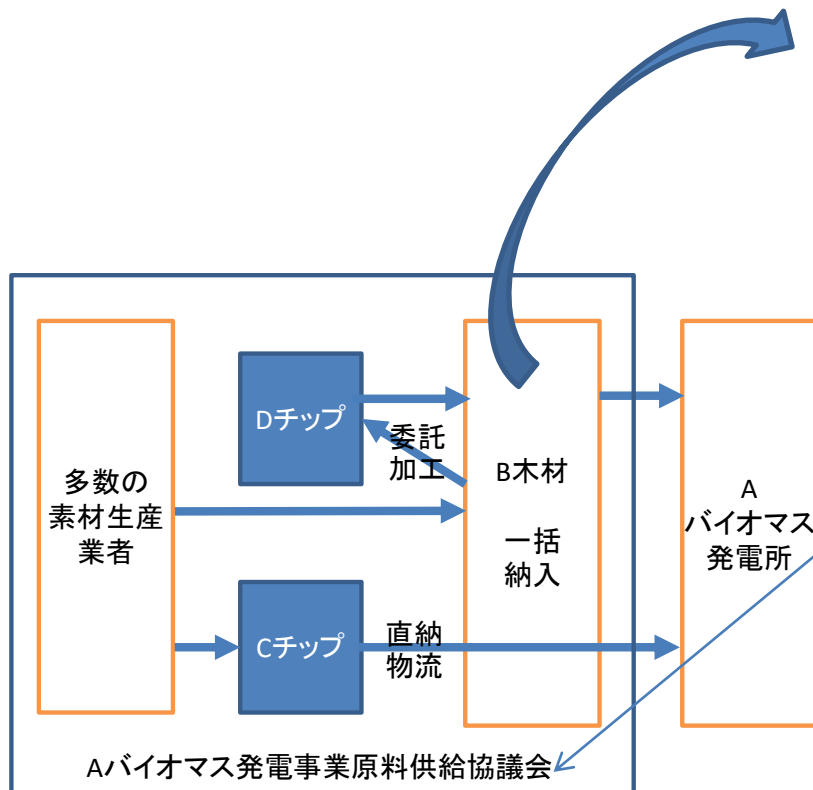 多数の
素材生産
業者
Dチップ
委託
加工
Cチップ
直納
物流
B木材
一括
納入
A
バイオマス
発電所
Aバイオマス発電事業原料供給協議会